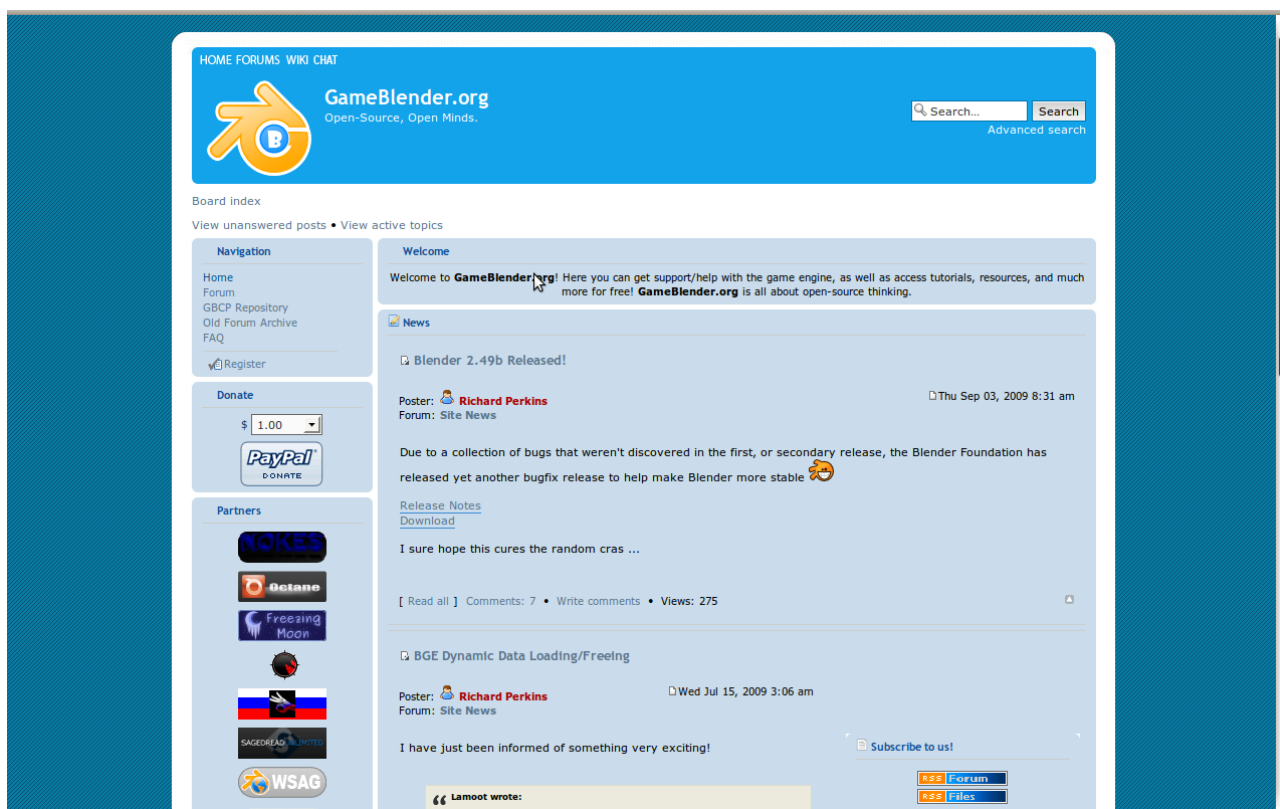 HOME FORUMS WIKI CHAT
GameBlender.org
Open-Source, Open Minds.
Search...
Search
Advanced search
B
Board index
View unanswered posts • View active topics
Navigation
Home
Forum
GBCP Repository
Old Forum Archive
FAQ
Register
Donate
$ 1.00
PayPal
DONATE
Partners
NOKES
Octane
Freezing
Moon
SAGEDREAD UNLIMITED
WSAG
Welcome
Welcome to GameBlender.org! Here you can get support/help with the game engine, as well as access tutorials, resources, and much
more for free! GameBlender.org is all about open-source thinking.
News
Blender 2.49b Released!
Poster: Richard Perkins
Thu Sep 03, 2009 8:31 am
Forum: Site News
Due to a collection of bugs that weren't discovered in the first, or secondary release, the Blender Foundation has
released yet another bugfix release to help make Blender more stable
Release Notes
Download
I sure hope this cures the random cras ...
[ Read all ] Comments: 7 • Write comments • Views: 275
BGE Dynamic Data Loading/Freeing
Poster: Richard Perkins
Wed Jul 15, 2009 3:06 am
Forum: Site News
I have just been informed of something very exciting!
Lamoot wrote:
Subscribe to us!
RSS Forum
RSS Files